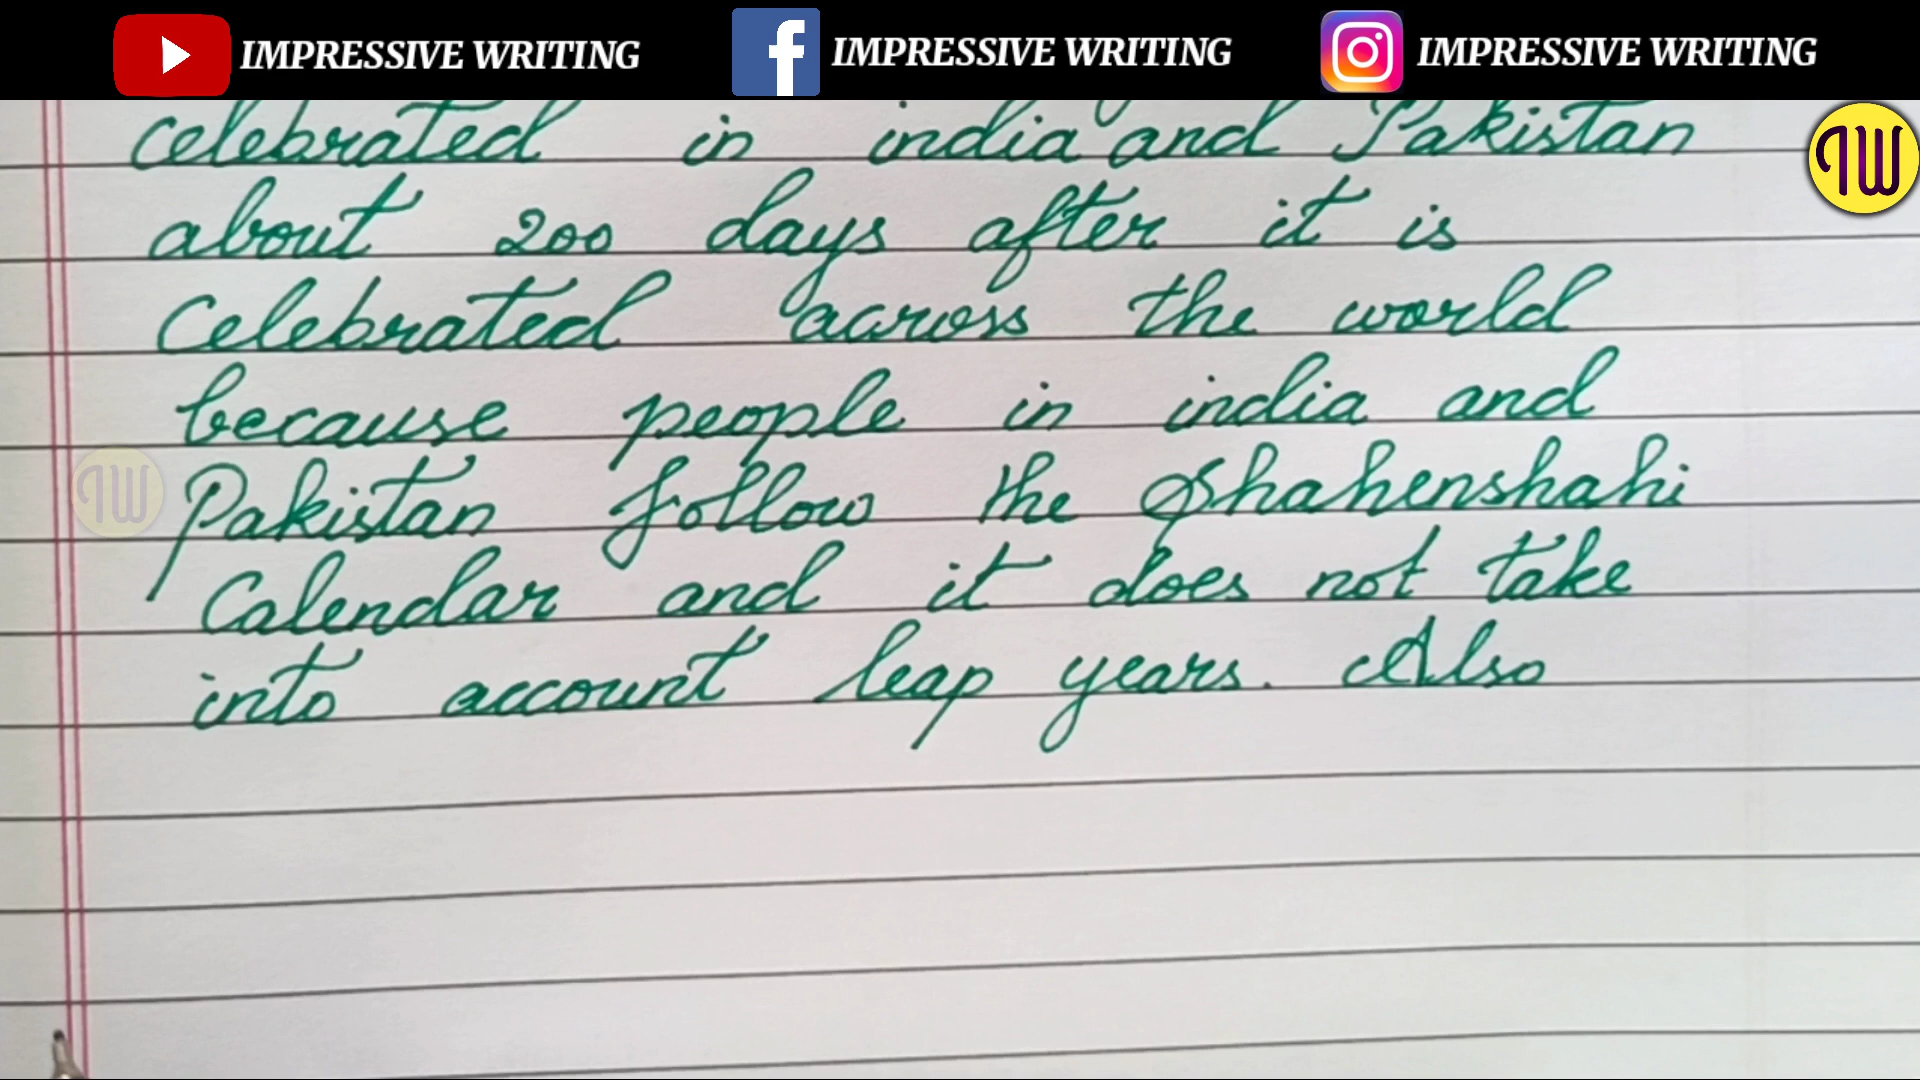 IMPRESSIVE WRITING IMPRESSIVE WRITING IMPRESSIVE WRITING
IW
celebrated in india and Pakistan
about 200 days after it is
Celebrated across the world
because people in india and
Pakistan follow the Shahenshahi
IW
Calendar and it does not take
into account leap years. Also